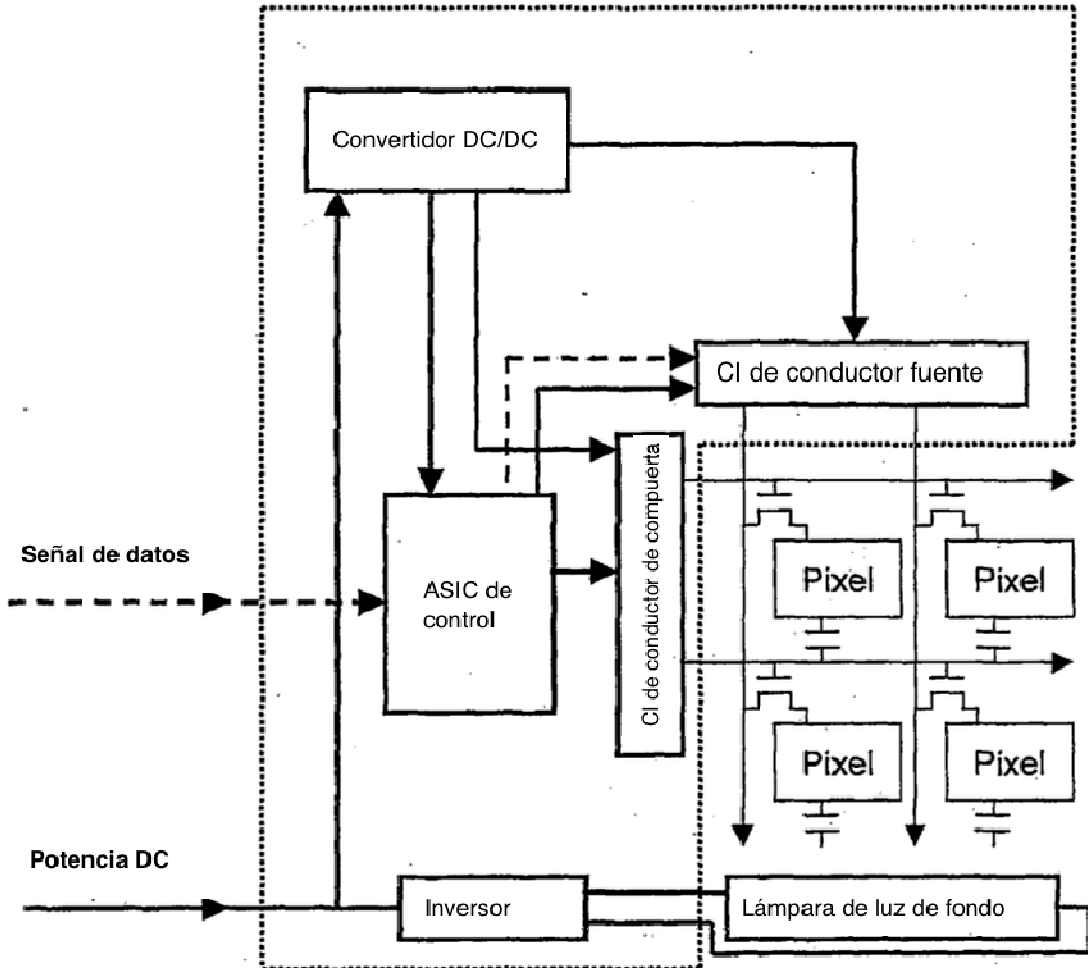 Convertidor DC/DC
CI de conductor fuente
CI de conductor de compuerta
Señal de datos
ASIC de
control
Pixel
Pixel
Pixel
Pixel
Potencia DC
Inversor
Lámpara de luz de fondo